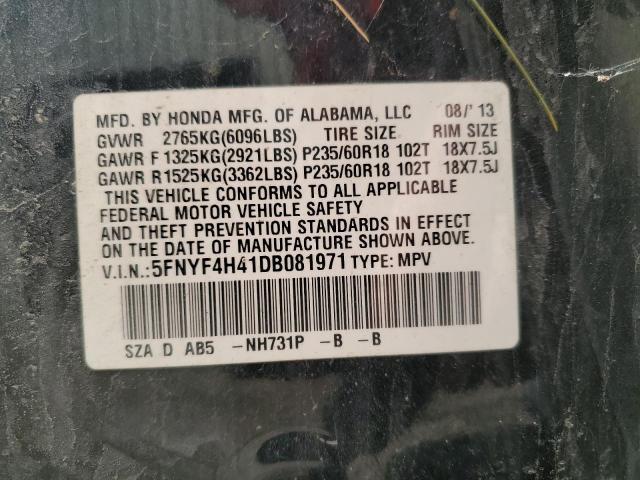 MFD. BY HONDA MFG. OF ALABAMA, LLC 08/'13
GVWR 2765KG(6096LBS) TIRE SIZE RIM SIZE
GAWR F 1325KG(2921LBS) P235/60R18 102T 18X7.5J
GAWR R 1525KG(3362LBS) P235/60R18 102T 18X7.5J
THIS VEHICLE CONFORMS TO ALL APPLICABLE
FEDERAL MOTOR VEHICLE SAFETY
AND THEFT PREVENTION STANDARDS IN EFFECT
ON THE DATE OF MANUFACTURE SHOWN ABOVE.
V.I.N.:5FNYF4H41DB081971 TYPE: MPV
SZA D AB5 -NH731P -B -B